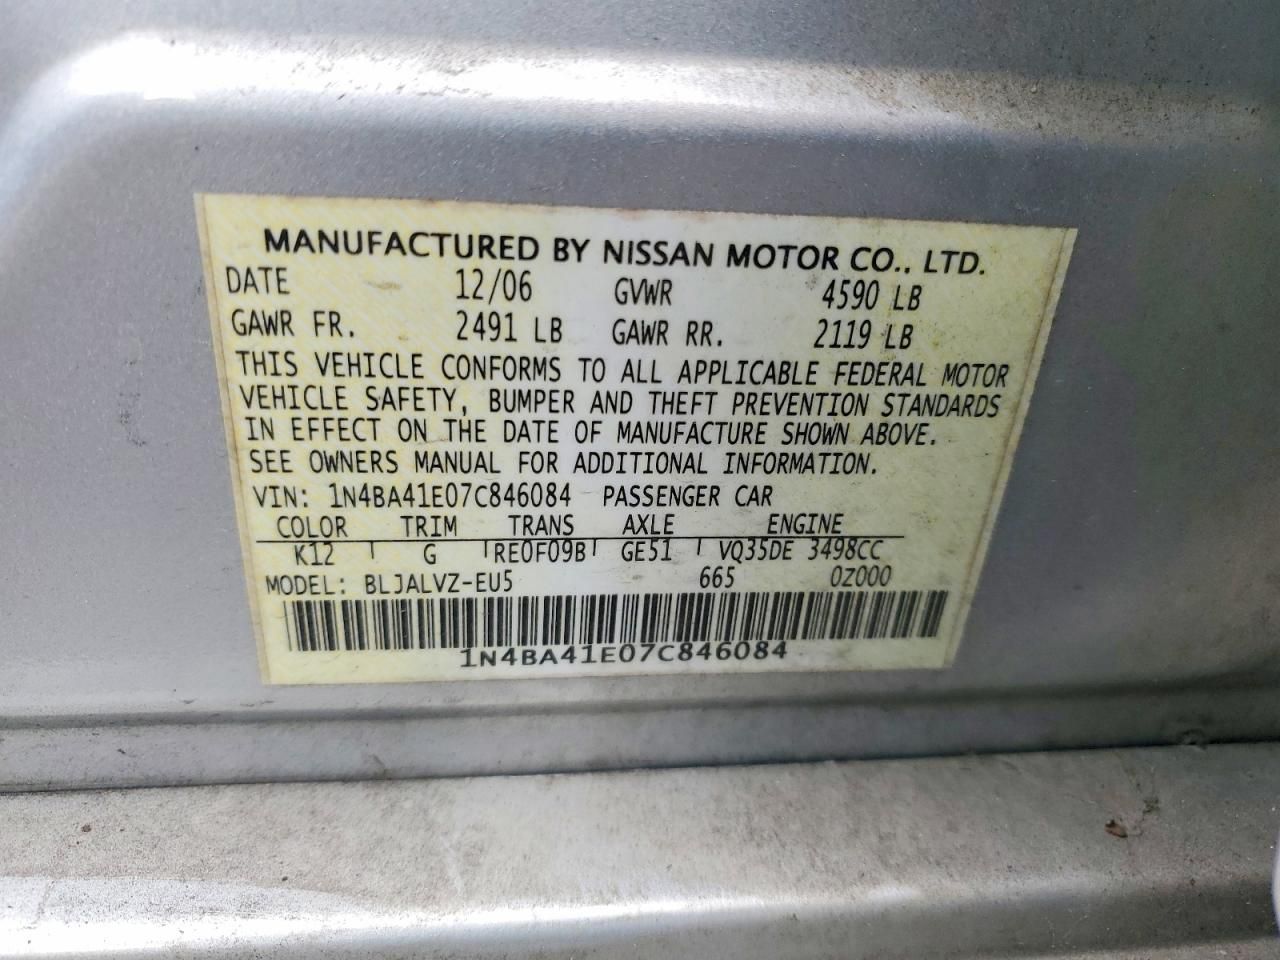 MANUFACTURED BY NISSAN MOTOR CO., LTD.
DATE 12/06 GVWR 4590 LB
GAWR FR. 2491 LB GAWR RR. 2119 LB
THIS VEHICLE CONFORMS TO ALL APPLICABLE FEDERAL MOTOR
VEHICLE SAFETY, BUMPER AND THEFT PREVENTION STANDARDS
IN EFFECT ON THE DATE OF MANUFACTURE SHOWN ABOVE.
SEE OWNERS MANUAL FOR ADDITIONAL INFORMATION.
VIN: 1N4BA41E07C846084 PASSENGER CAR
COLOR TRIM TRANS AXLE ENGINE
K12 G RE0F09B GE51 VQ35DE 3498CC
MODEL: BLJALVZ-EU5 665 0Z000
1N4BA41E07C846084